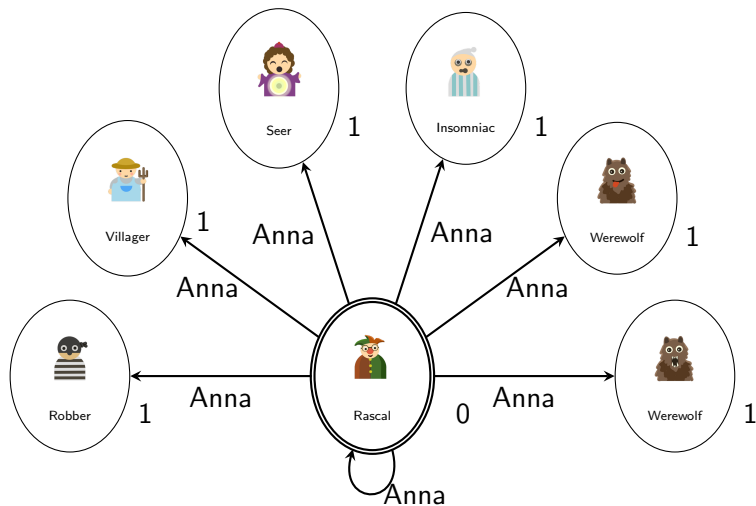 Seer
1
Insomniac
1
Villager
1
Anna
Anna
Werewolf
1
Anna
Anna
Robber
1
Anna
Rascal
0
Anna
Werewolf
1
Anna